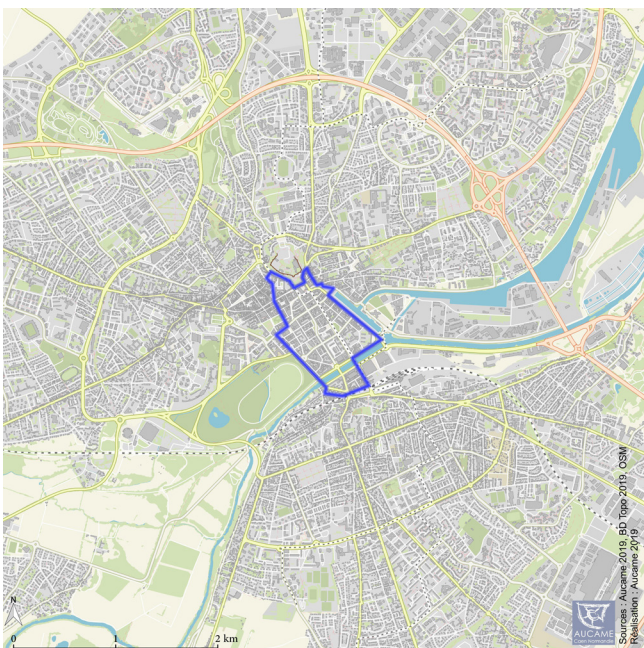 N
0 1 2 km
AUCAME
Caen Normandie
Sources : Aucame 2019, BD Topo 2019, OSM
Réalisation : Aucame 2019